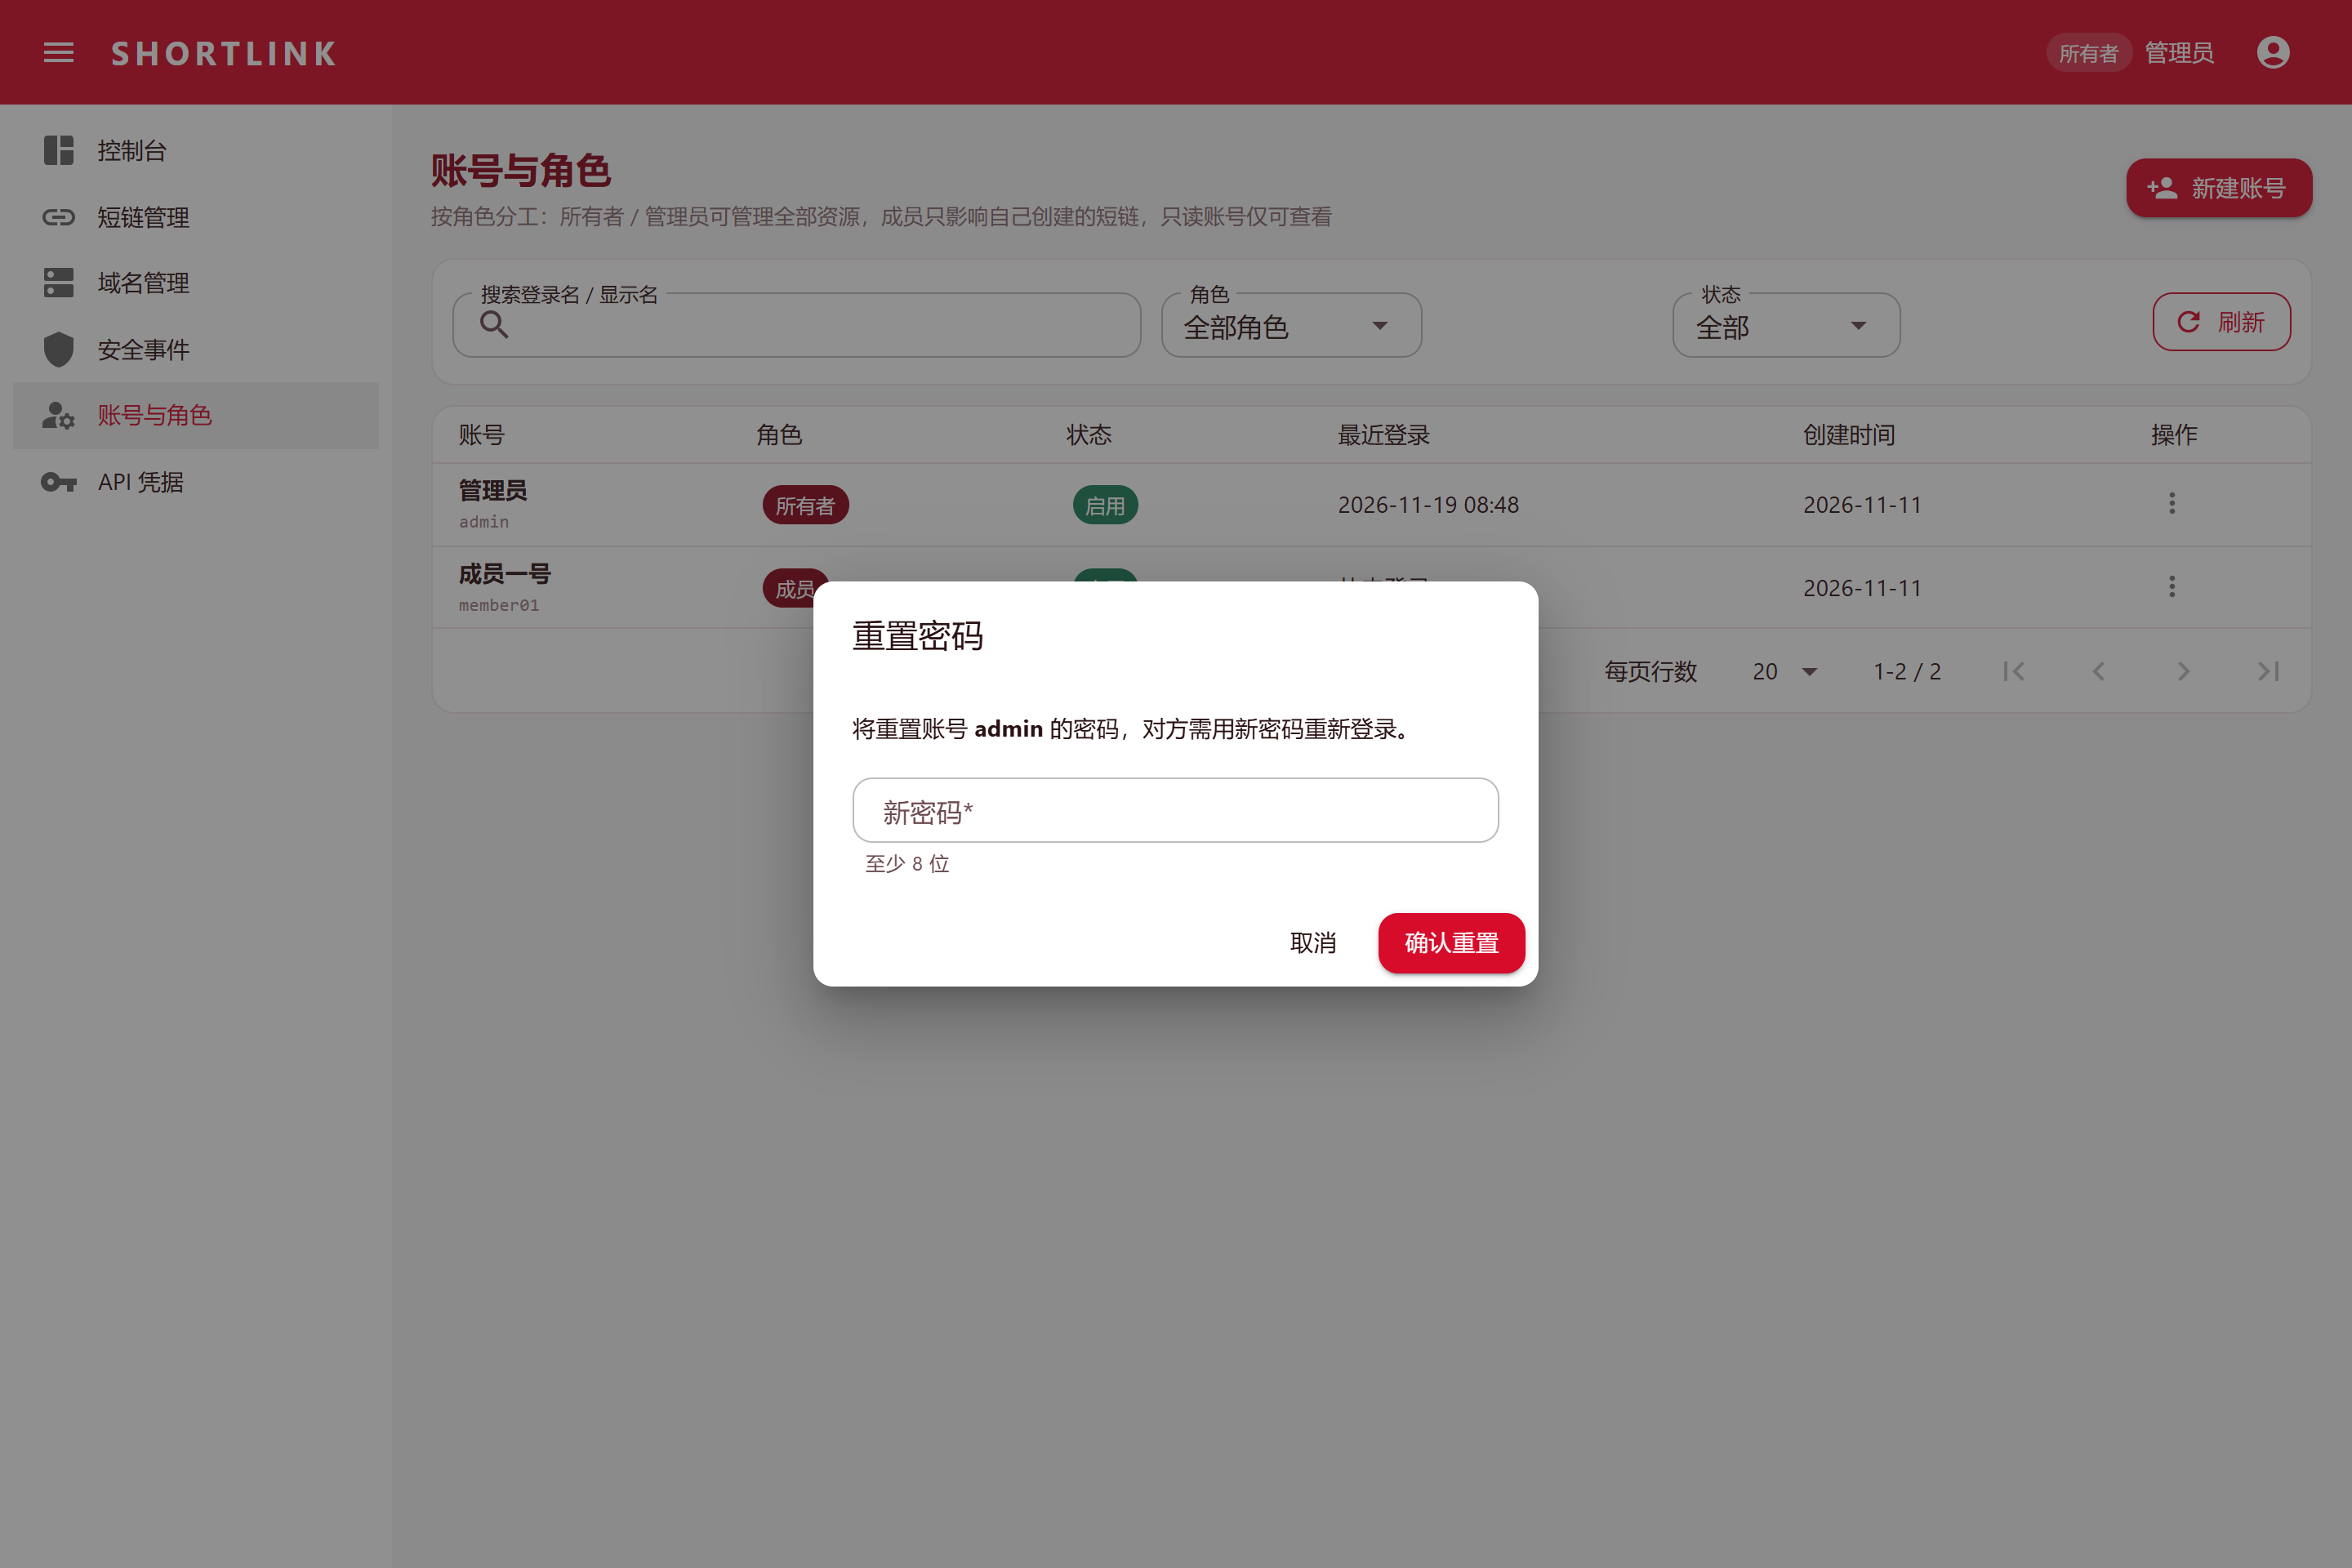 SHORTLINK
所有者 管理员
控制台
短链管理
域名管理
安全事件
账号与角色
API 凭据
账号与角色
按角色分工：所有者 / 管理员可管理全部资源，成员只影响自己创建的短链，只读账号仅可查看
新建账号
搜索登录名 / 显示名
角色
全部角色
状态
全部
刷新
账号 角色 状态 最近登录 创建时间 操作
管理员
admin
所有者 启用 2026-11-19 08:48 2026-11-11
成员一号
member01
成员 2026-11-11
每页行数 20 1-2 / 2
重置密码
将重置账号 admin 的密码，对方需用新密码重新登录。
新密码*
至少 8 位
取消 确认重置